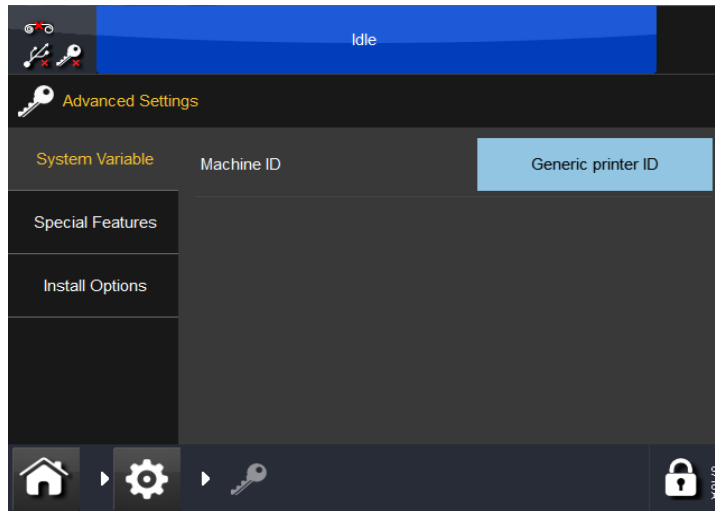 Idle
Advanced Settings
System Variable
Machine ID
Generic printer ID
Special Features
Install Options